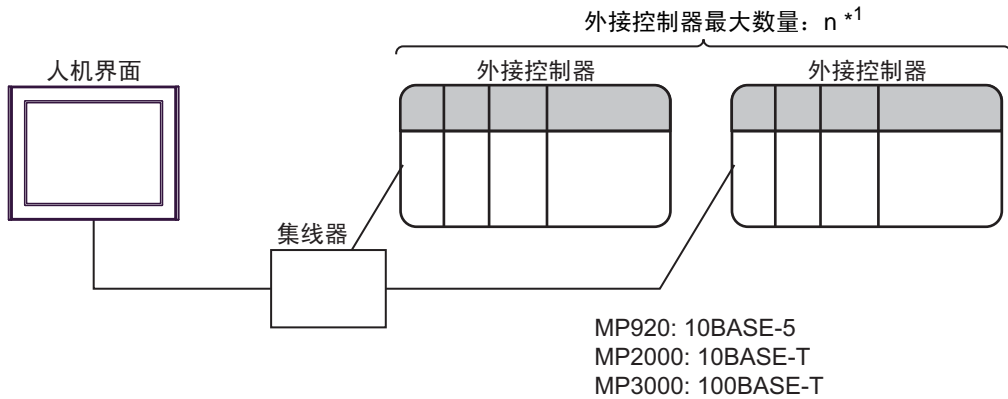 外接控制器最大数量：n *1
人机界面
外接控制器
外接控制器
集线器
MP920: 10BASE-5
MP2000: 10BASE-T
MP3000: 100BASE-T